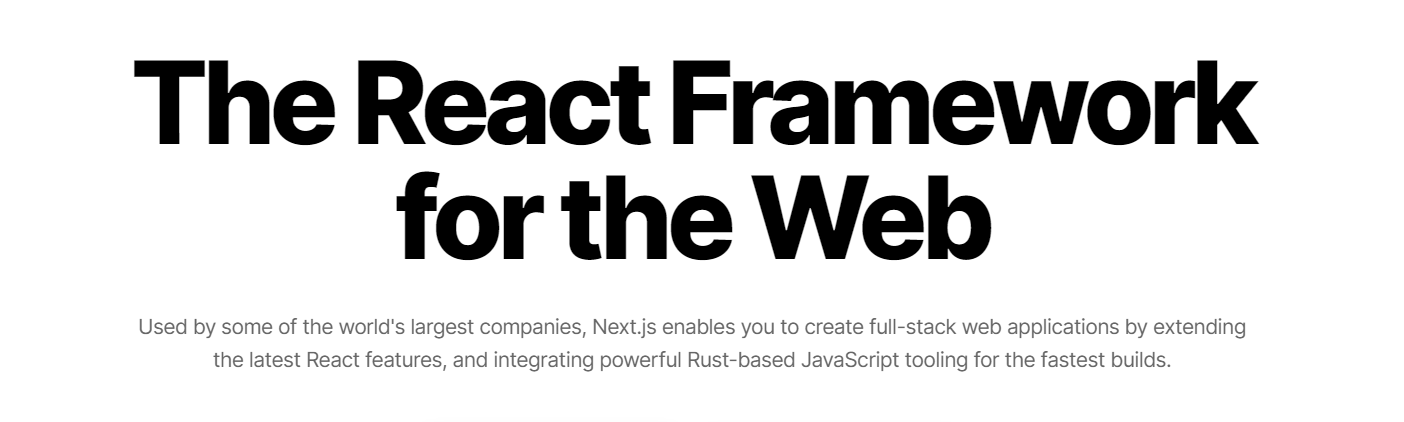 The React Framework
for the Web
Used by some of the world's largest companies, Next.js enables you to create full-stack web applications by extending
the latest React features, and integrating powerful Rust-based JavaScript tooling for the fastest builds.